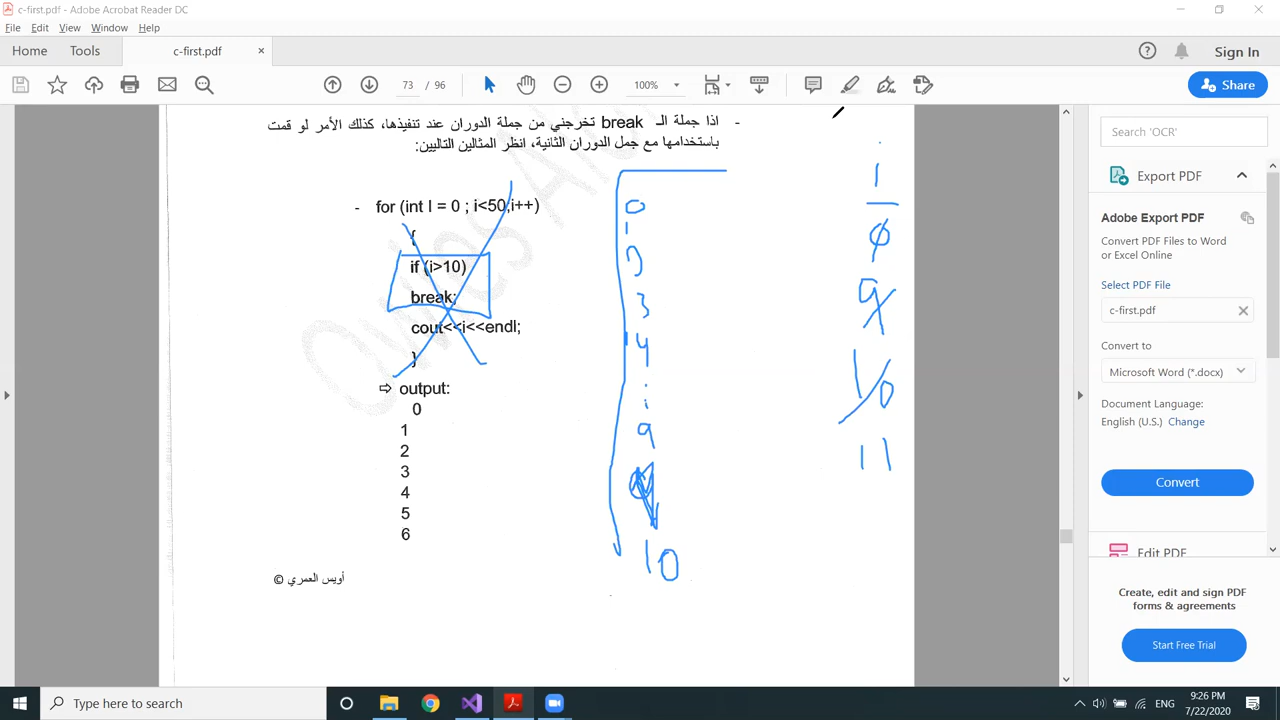 c-first.pdf - Adobe Acrobat Reader DC
File Edit View Window Help
Home Tools c-first.pdf × Sign In
73 / 96 100% Share
اذا جملة الـ break تخرجني من جملة الدوران عند تنفيذها، كذلك الأمر لو قمت
باستخدامها مع جمل الدوران الثانية، انظر المثالين التاليين:
- for (int I = 0 ; i<50;i++)
{
if (i>10)
break;
cout<<i<<endl;
}
⇨ output:
0
1
2
3
4
5
6
أويس العمري ©
0
1
2
3
4
9
10
1
0
9
10
11
Search 'OCR'
Export PDF
Adobe Export PDF
Convert PDF Files to Word
or Excel Online
Select PDF File
c-first.pdf
Convert to
Microsoft Word (*.docx)
Document Language:
English (U.S.) Change
Convert
Edit PDF
Create, edit and sign PDF
forms & agreements
Start Free Trial
Type here to search
ENG
9:26 PM
7/22/2020